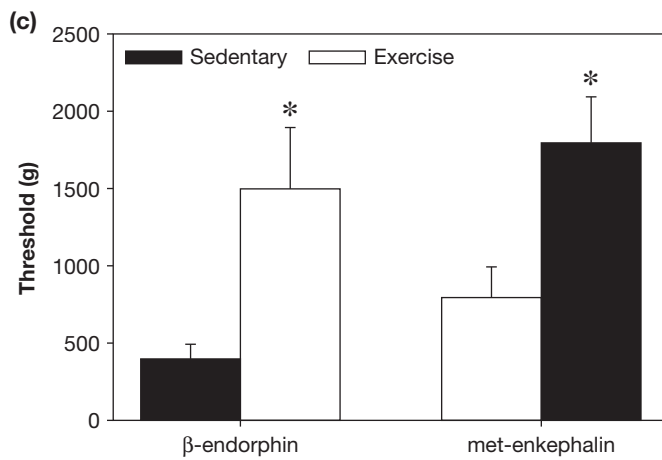 (c)
2500
Sedentary Exercise
2000
1500
1000
500
0
Threshold (g)
*
*
β-endorphin met-enkephalin